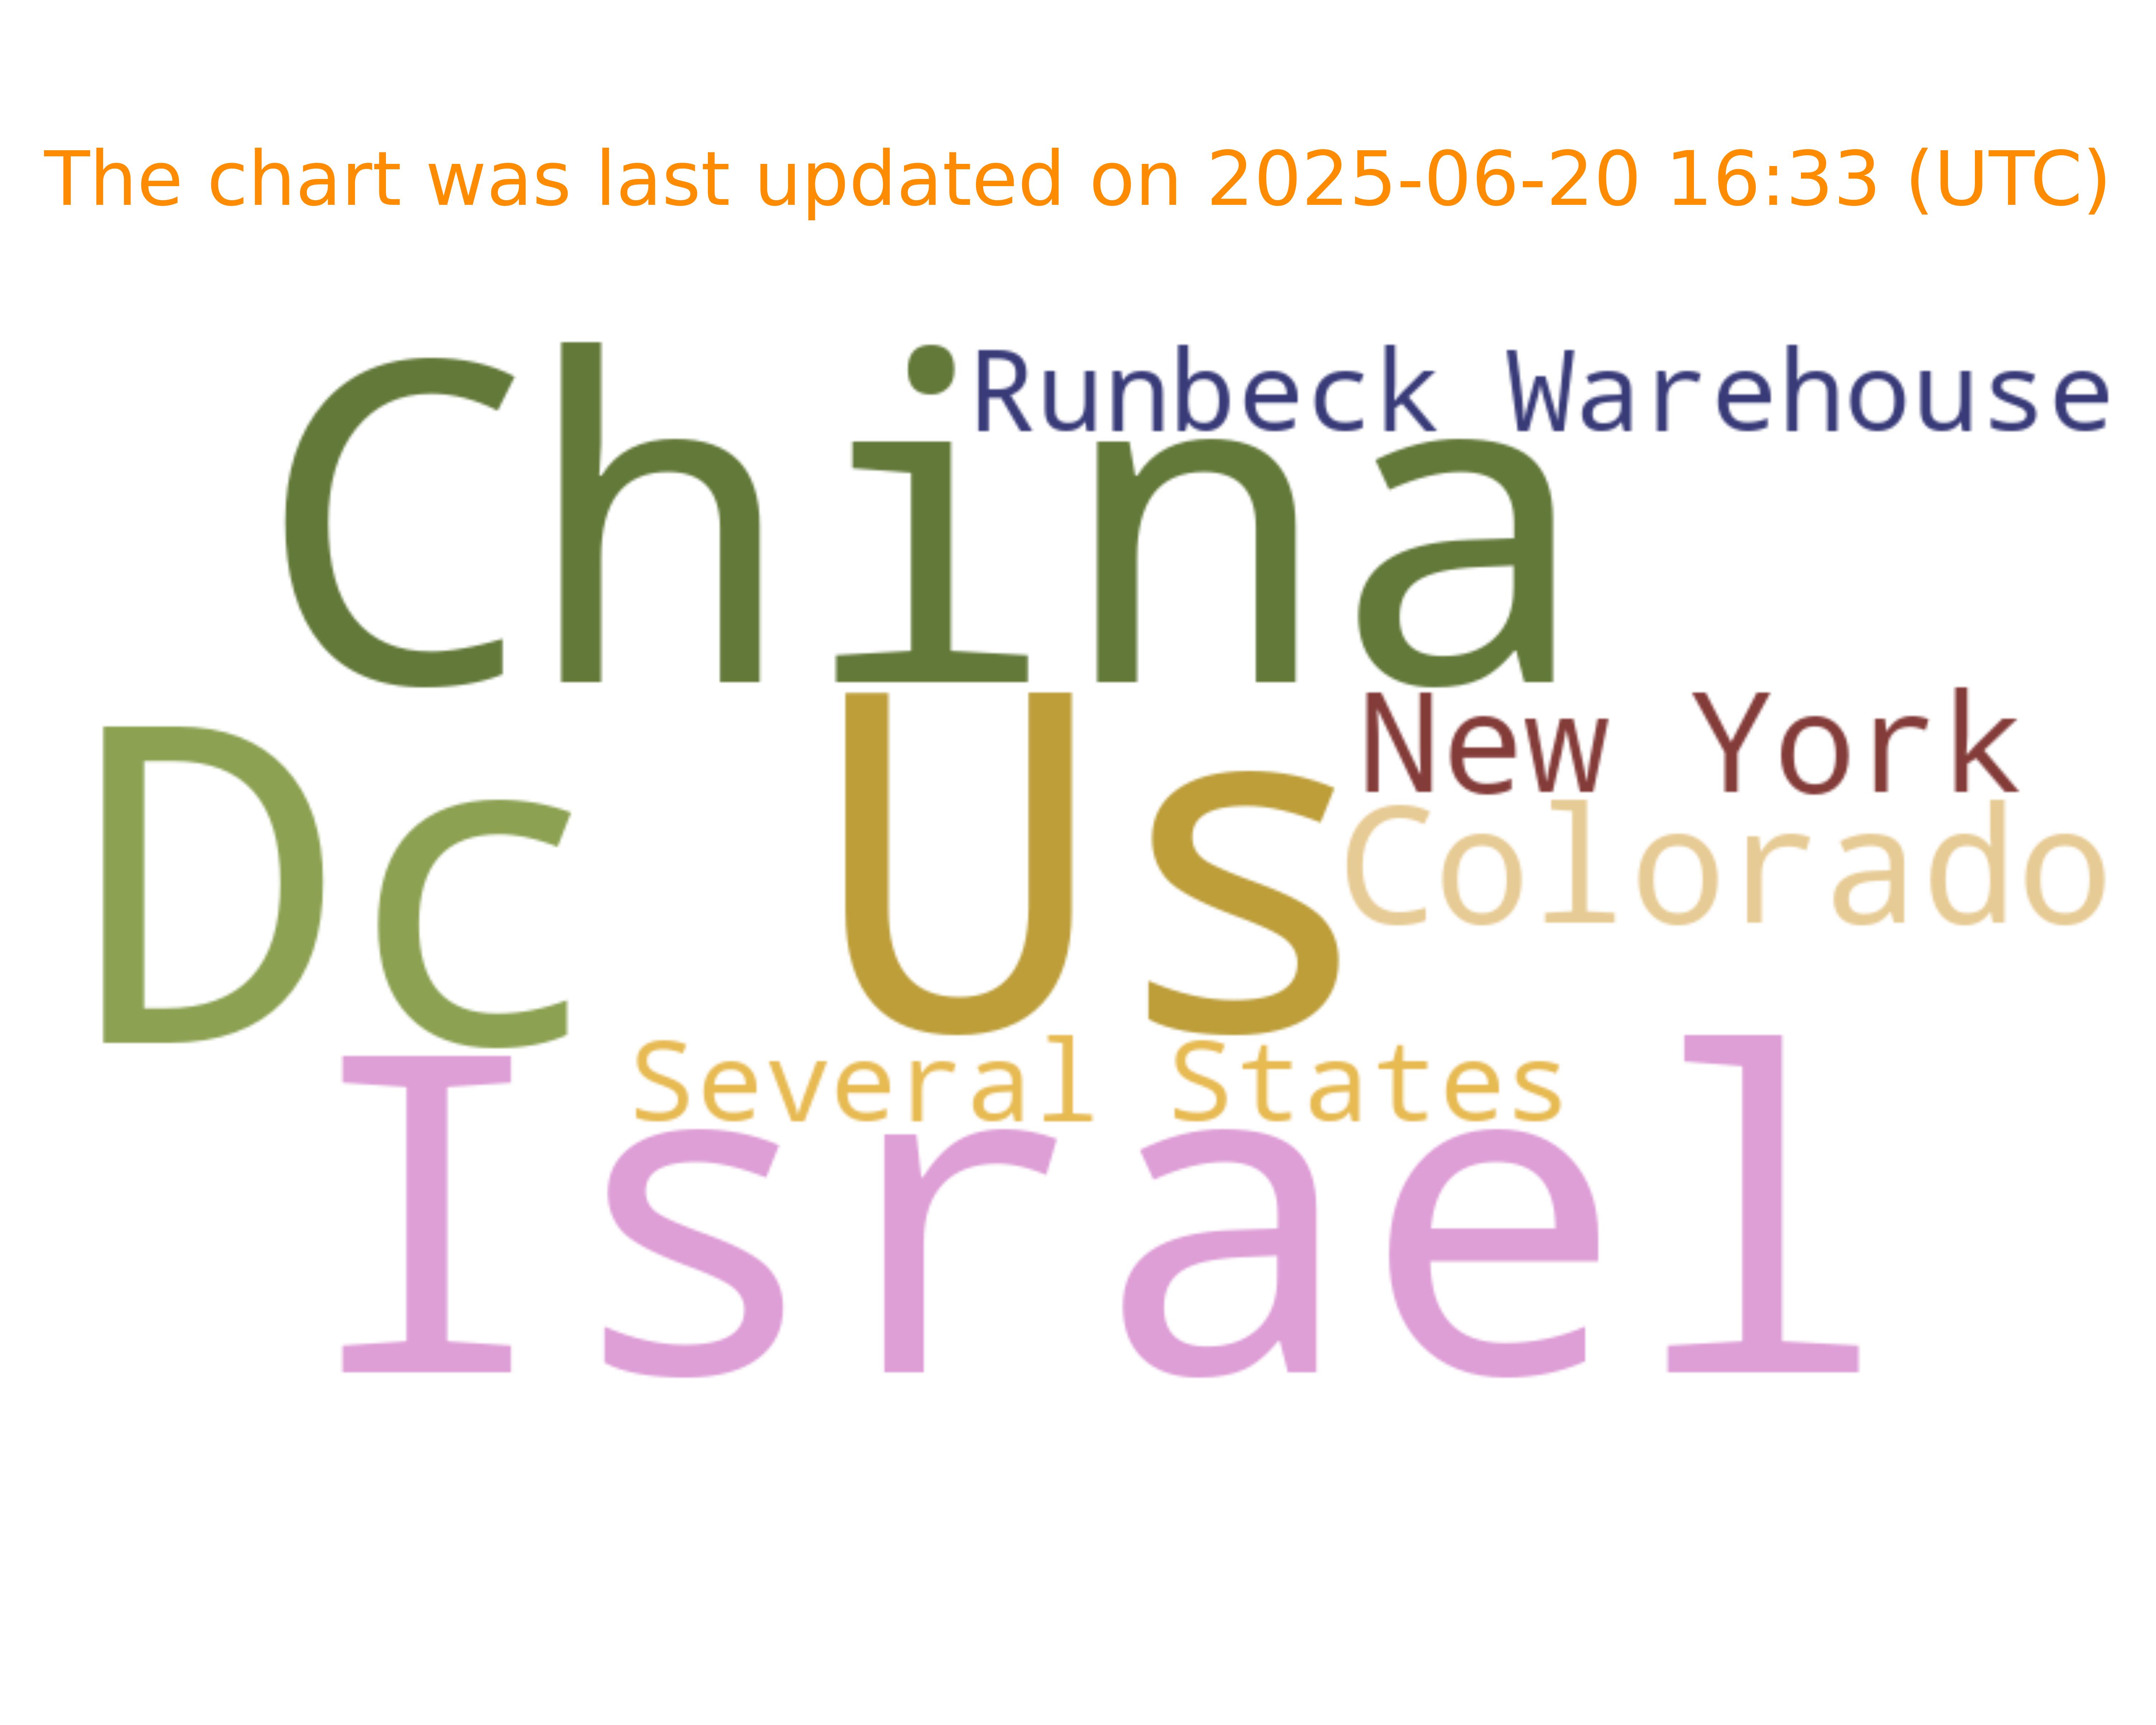 The chart was last updated on 2025-06-20 16:33 (UTC)
Runbeck Warehouse
China
New York
Dc Us
Colorado
Several States
Israel